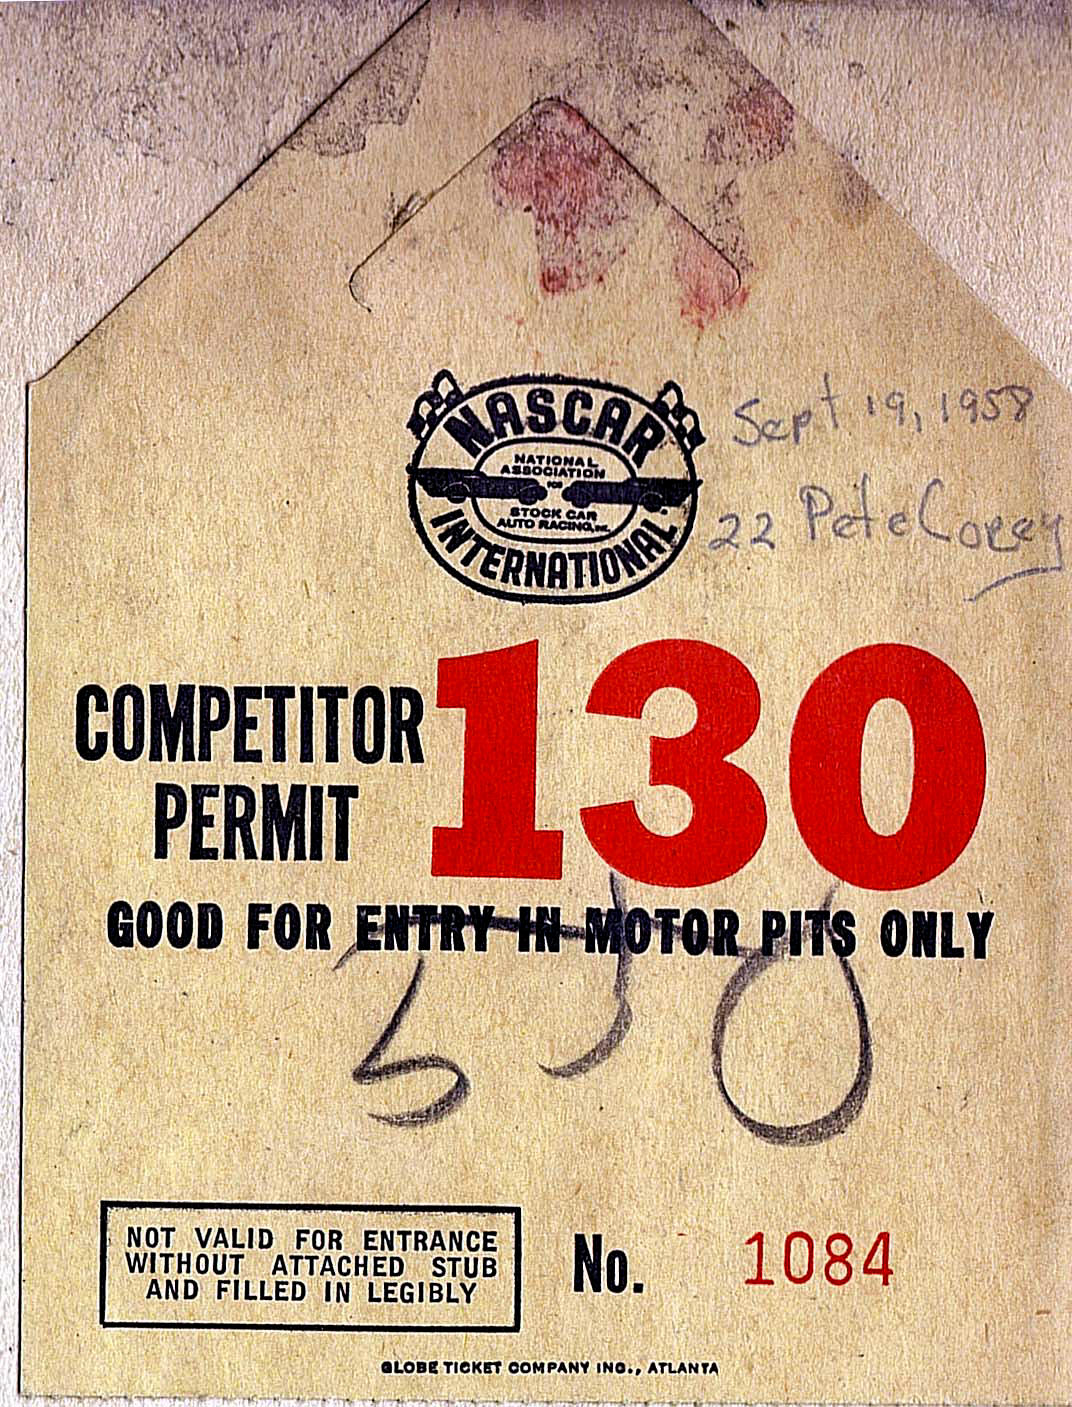 NASCAR
NATIONAL
ASSOCIATION
FOR
STOCK CAR
AUTO RACING, INC.
INTERNATIONAL
Sept 19, 1958
22 Pete Corey
COMPETITOR
PERMIT
130
GOOD FOR ENTRY IN MOTOR PITS ONLY
NOT VALID FOR ENTRANCE
WITHOUT ATTACHED STUB
AND FILLED IN LEGIBLY
No. 1084
GLOBE TICKET COMPANY INC., ATLANTA